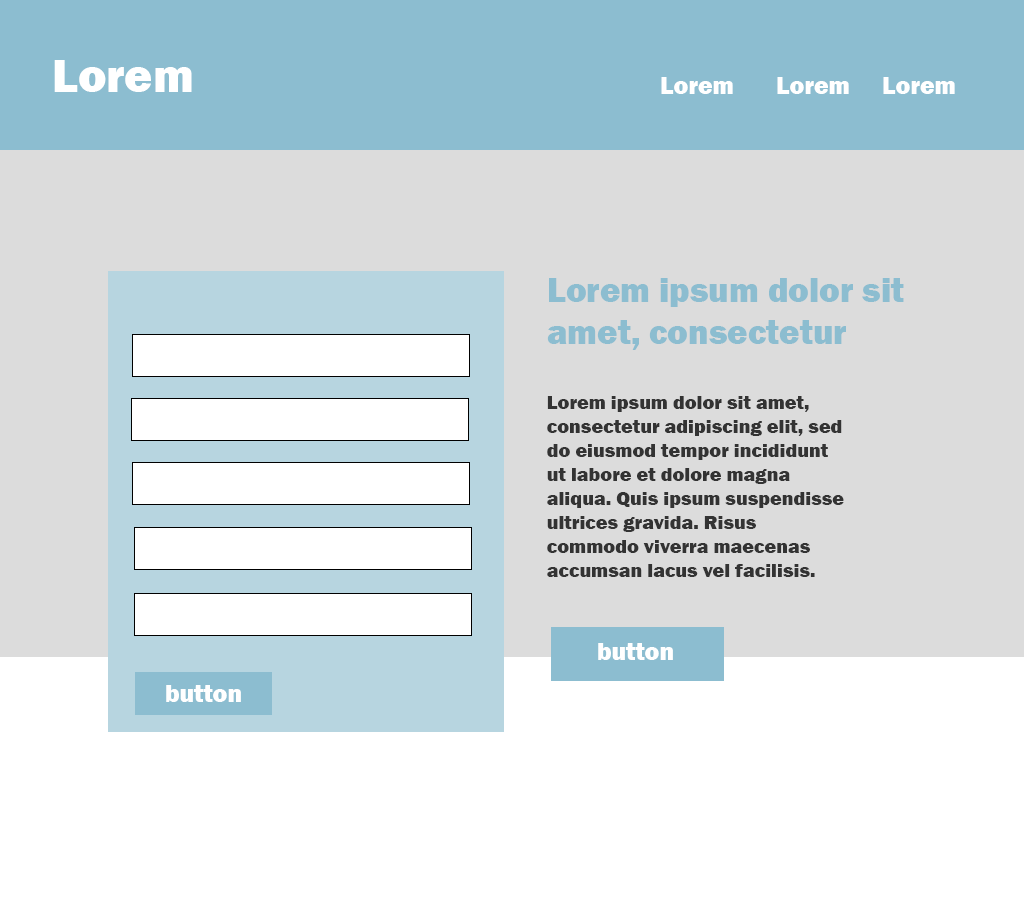 Lorem
Lorem Lorem Lorem
Lorem ipsum dolor sit
amet, consectetur
Lorem ipsum dolor sit amet,
consectetur adipiscing elit, sed
do eiusmod tempor incididunt
ut labore et dolore magna
aliqua. Quis ipsum suspendisse
ultrices gravida. Risus
commodo viverra maecenas
accumsan lacus vel facilisis.
button
button